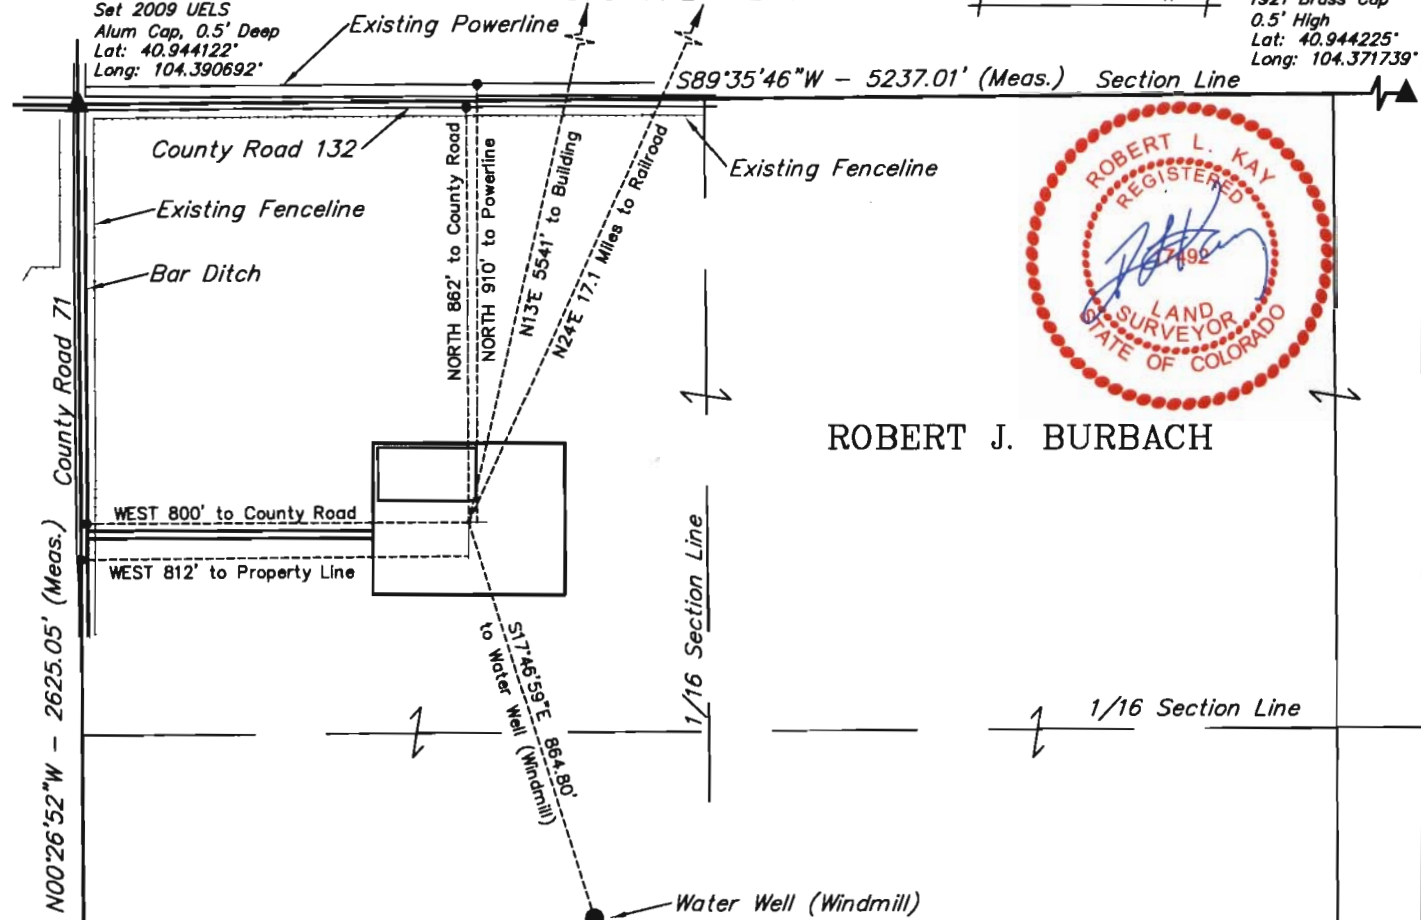 Set 2009 UELS
Alum Cap, 0.5' Deep
Lat: 40.944122°
Long: 104.390692°
1921 Brass Cap
0.5' High
Lat: 40.944225°
Long: 104.371739°
Existing Powerline
S89°35'46"W - 5237.01' (Meas.)
Section Line
County Road 132
Existing Fenceline
Existing Fenceline
Bar Ditch
County Road 71
NORTH 862' to County Road
NORTH 910' to Powerline
N13°E 5541' to Building
N24°E 17.1 Miles to Railroad
ROBERT L. KAY
REGISTERED
LAND
SURVEYOR
STATE OF COLORADO
ROBERT J. BURBACH
WEST 800' to County Road
WEST 812' to Property Line
N00°26'52"W - 2625.05' (Meas.)
S17°46'59"E 864.80'
to Water Well (Windmill)
1/16 Section Line
1/16 Section Line
Water Well (Windmill)